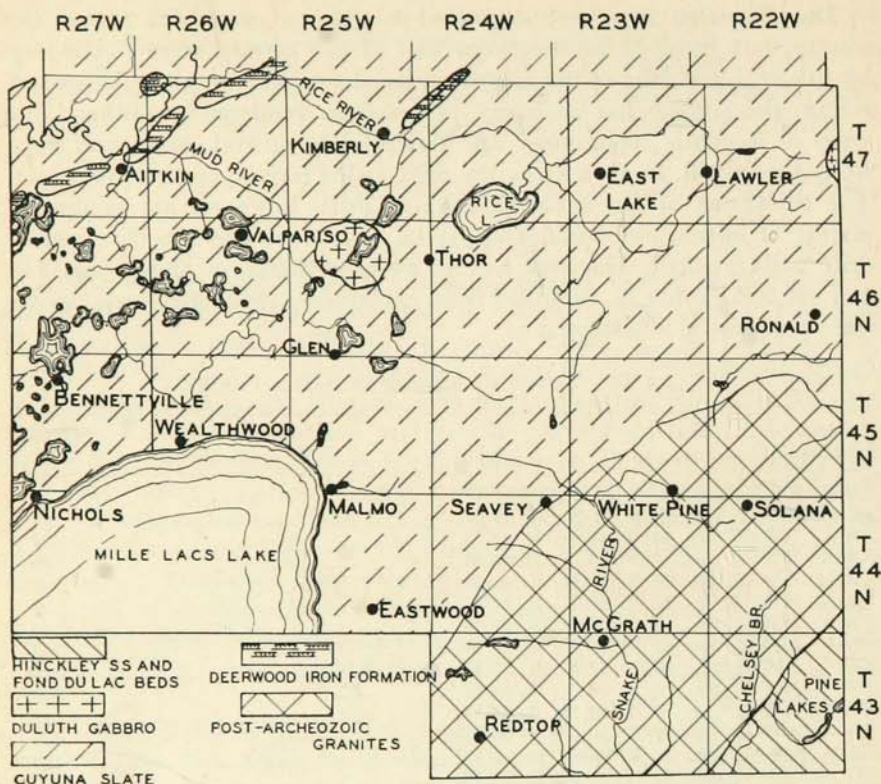 R27W R26W R25W R24W R23W R22W
RICE RIVER
KIMBERLY
T
47
MUD RIVER
AITKIN
EAST
LAKE
LAWLER
RICE
L.
VALPARISO
THOR
T
46
N
RONALD
GLEN
BENNETTVILLE
WEALTHWOOD
T
45
N
NICHOLS
MALMO
SEAVEY
WHITE PINE
SOLANA
MILLE LACS LAKE
RIVER
T
44
N
EASTWOOD
MCGRATH
CHELSEY BR.
SNAKE
PINE
LAKES
T
43
N
REDTOP
HINCKLEY SS AND
FOND DU LAC BEDS
DEERWOOD IRON FORMATION
DULUTH GABBRO
POST-ARCHEOZOIC
GRANITES
CUYUNA SLATE